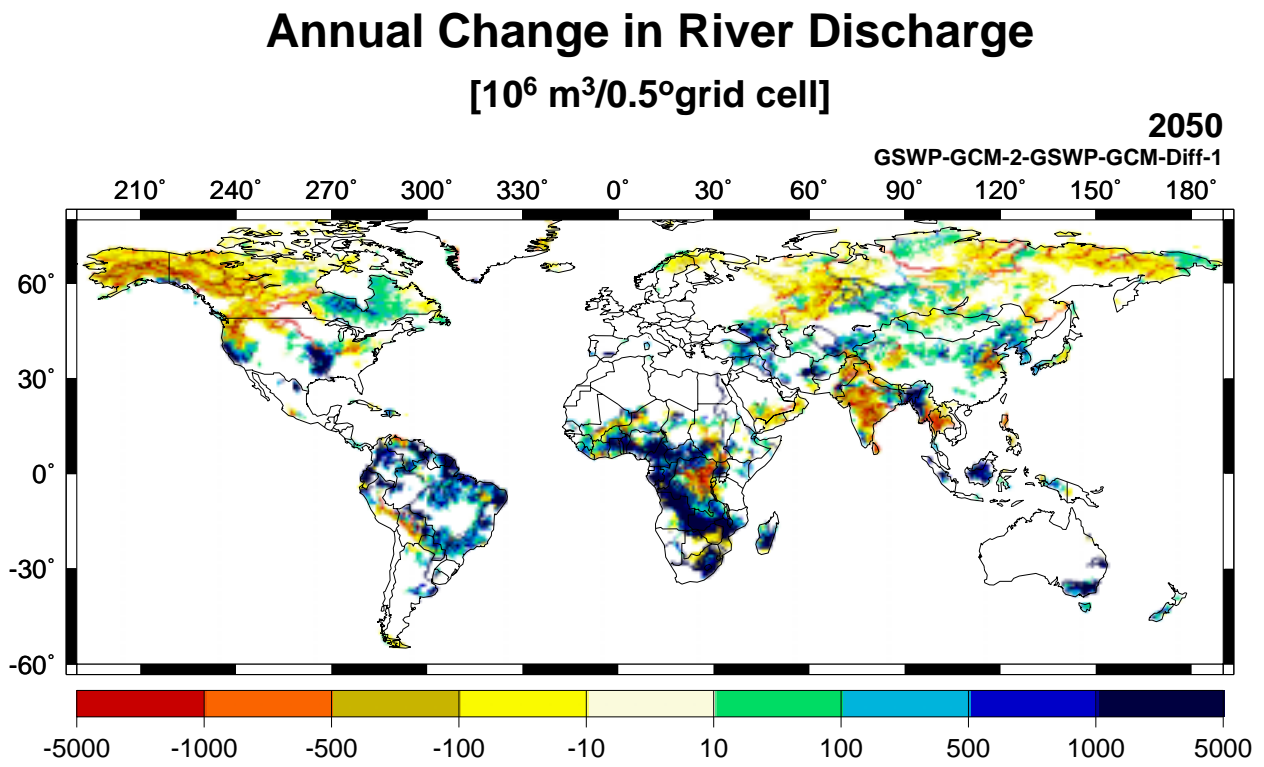 Annual Change in River Discharge
[10⁶ m³/0.5ºgrid cell]
2050
GSWP-GCM-2-GSWP-GCM-Diff-1
210˚ 240˚ 270˚ 300˚ 330˚ 0˚ 30˚ 60˚ 90˚ 120˚ 150˚ 180˚
60˚
30˚
0˚
-30˚
-60˚
-5000 -1000 -500 -100 -10 10 100 500 1000 5000